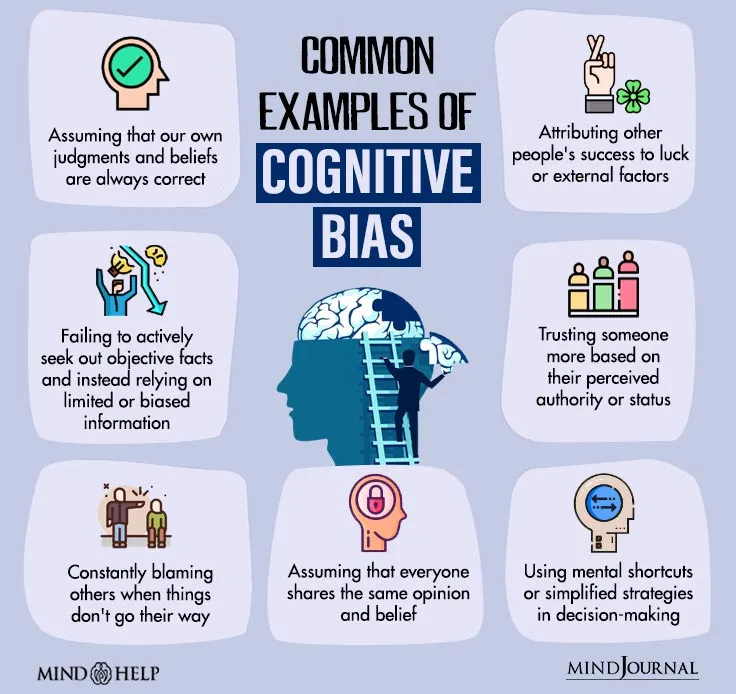 COMMON
EXAMPLES OF
COGNITIVE
BIAS
Assuming that our own
judgments and beliefs
are always correct
Attributing other
people's success to luck
or external factors
Failing to actively
seek out objective facts
and instead relying on
limited or biased
information
Trusting someone
more based on
their perceived
authority or status
Constantly blaming
others when things
don't go their way
Assuming that everyone
shares the same opinion
and belief
Using mental shortcuts
or simplified strategies
in decision-making
MIND HELP
MINDJOURNAL